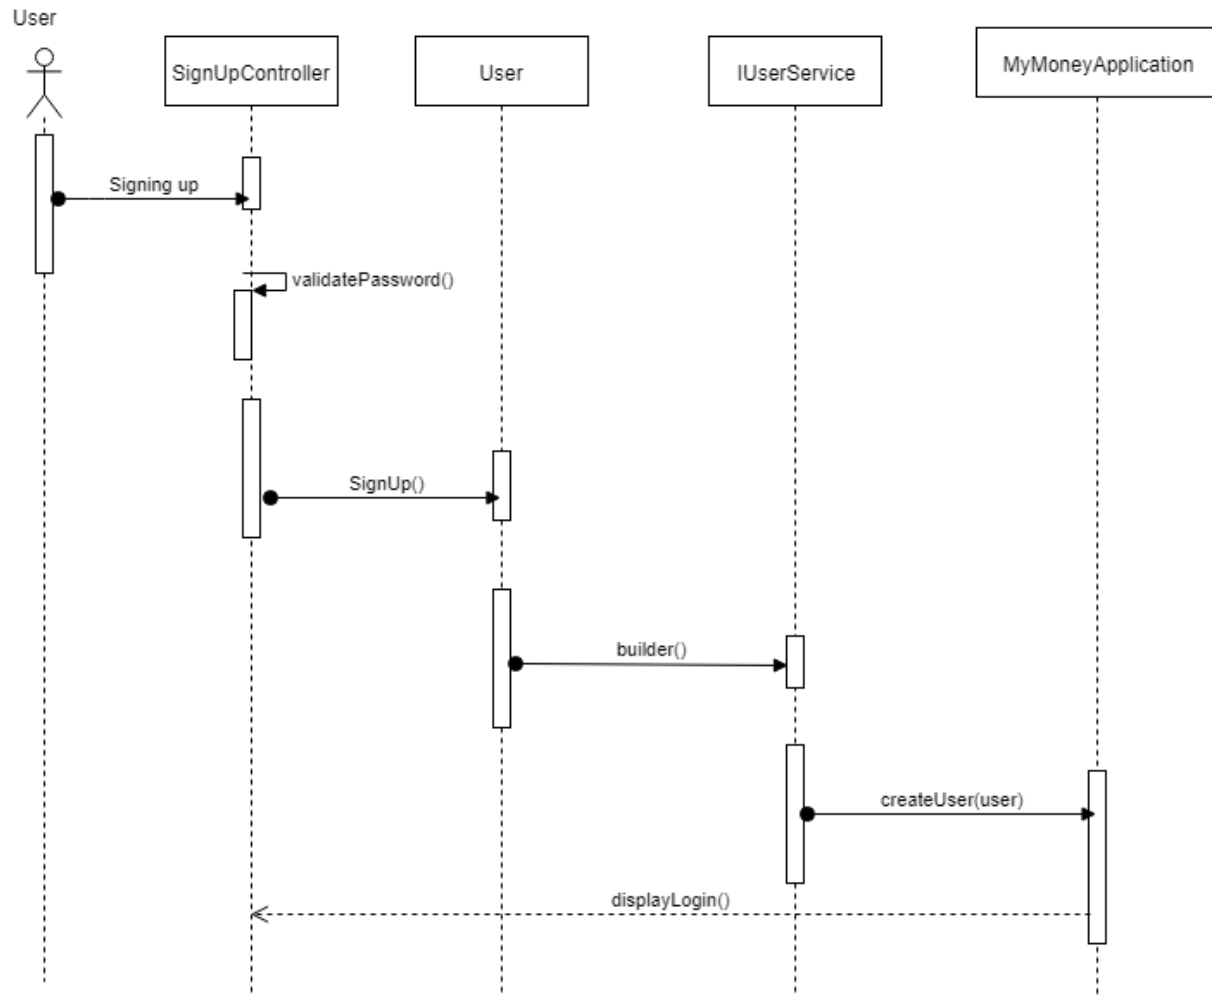 User
SignUpController
User
IUserService
MyMoneyApplication
Signing up
validatePassword()
SignUp()
builder()
createUser(user)
displayLogin()